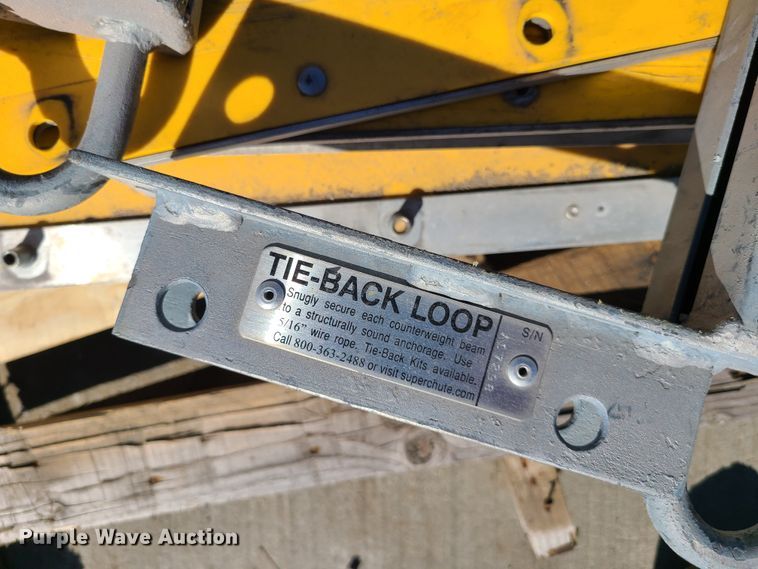 TIE-BACK LOOP
Snugly secure each counterweight beam
to a structurally sound anchorage. Use
5/16" wire rope. Tie-Back Kits available.
Call 800-363-2488 or visit superchute.com
S/N
Purple Wave Auction